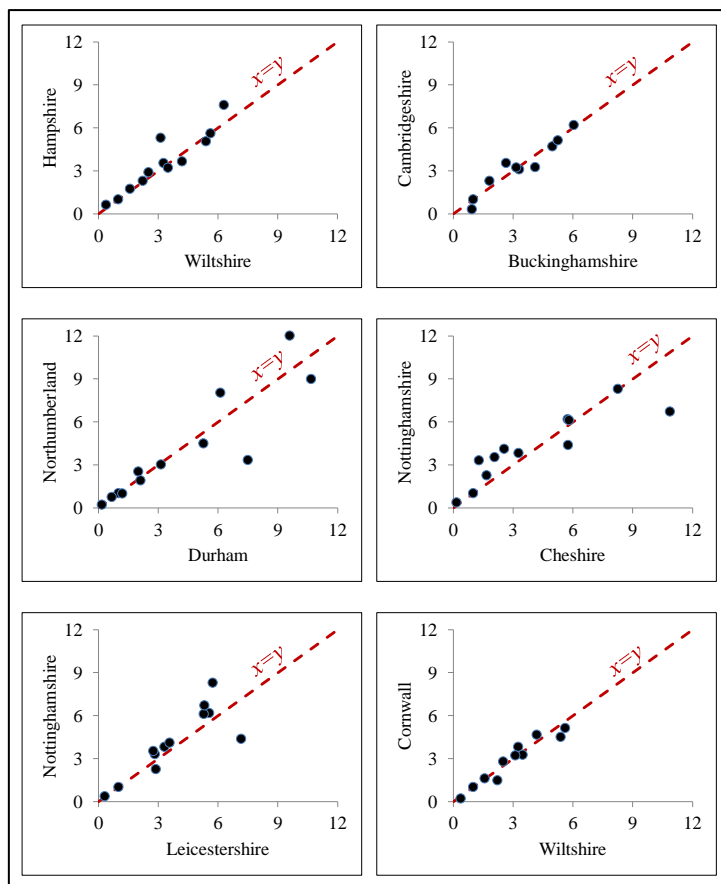 12
9
6
3
0
Hampshire
x=y
0 3 6 9 12
Wiltshire
12
9
6
3
0
Cambridgeshire
x=y
0 3 6 9 12
Buckinghamshire
12
9
6
3
0
Northumberland
x=y
0 3 6 9 12
Durham
12
9
6
3
0
Nottinghamshire
x=y
0 3 6 9 12
Cheshire
12
9
6
3
0
Nottinghamshire
x=y
0 3 6 9 12
Leicestershire
12
9
6
3
0
Cornwall
x=y
0 3 6 9 12
Wiltshire